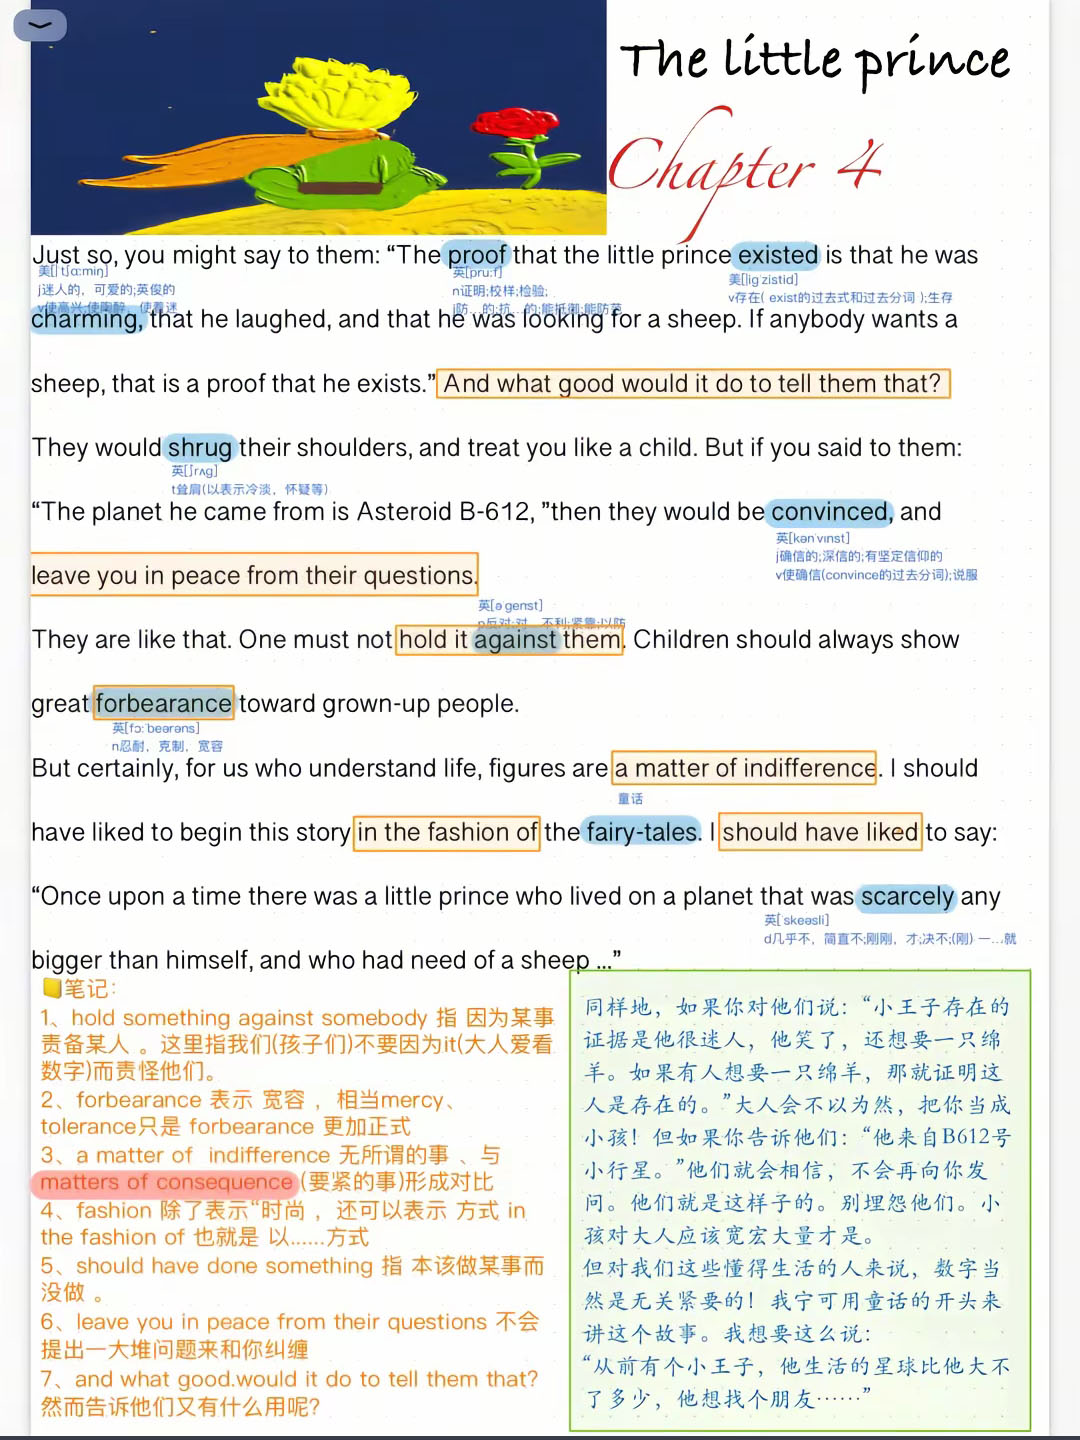 The little prince
Chapter 4
Just so, you might say to them: “The proof that the little prince existed is that he was
美[ˈtʃɑːmiŋ]
j迷人的，可爱的;英俊的
v使高兴;使陶醉，使着迷
英[pruːf]
n证明;校样;检验;
j防...的;抗...的;能抵御;能防范
美[ɪgˈzistid]
v存在( exist的过去式和过去分词 );生存
charming, that he laughed, and that he was looking for a sheep. If anybody wants a
sheep, that is a proof that he exists.” And what good would it do to tell them that?
They would shrug their shoulders, and treat you like a child. But if you said to them:
英[ʃrʌg]
t耸肩(以表示冷淡，怀疑等)
“The planet he came from is Asteroid B-612, ”then they would be convinced, and
英[kənˈvɪnst]
j确信的;深信的;有坚定信仰的
v使确信(convince的过去分词);说服
leave you in peace from their questions.
英[əˈgenst]
p反对;对...不利;紧靠;以防
They are like that. One must not hold it against them. Children should always show
great forbearance toward grown-up people.
英[fɔːˈbeərəns]
n忍耐，克制，宽容
But certainly, for us who understand life, figures are a matter of indifference. I should
童话
have liked to begin this story in the fashion of the fairy-tales. I should have liked to say:
“Once upon a time there was a little prince who lived on a planet that was scarcely any
英[ˈskeəsli]
d几乎不，简直不;刚刚，才;决不;(刚) 一...就
bigger than himself, and who had need of a sheep ...”
笔记：
1、hold something against somebody 指 因为某事
责备某人 。这里指我们(孩子们)不要因为it(大人爱看
数字)而责怪他们。
2、forbearance 表示 宽容 ，相当mercy、
tolerance只是 forbearance 更加正式
3、a matter of indifference 无所谓的事 、与
matters of consequence (要紧的事)形成对比
4、fashion 除了表示“时尚 ，还可以表示 方式 in
the fashion of 也就是 以......方式
5、should have done something 指 本该做某事而
没做 。
6、leave you in peace from their questions 不会
提出一大堆问题来和你纠缠
7、and what good.would it do to tell them that?
然而告诉他们又有什么用呢?
同样地，如果你对他们说：“小王子存在的
证据是他很迷人，他笑了，还想要一只绵
羊。如果有人想要一只绵羊，那就证明这
人是存在的。”大人会不以为然，把你当成
小孩！但如果你告诉他们：“他来自B612号
小行星。”他们就会相信，不会再向你发
问。他们就是这样子的。别埋怨他们。小
孩对大人应该宽宏大量才是。
但对我们这些懂得生活的人来说，数字当
然是无关紧要的！我宁可用童话的开头来
讲这个故事。我想要这么说：
“从前有个小王子，他生活的星球比他大不
了多少，他想找个朋友……”